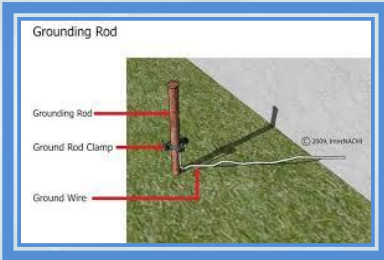 Grounding Rod
Grounding Rod
Ground Rod Clamp
© 2009, InterNACHI
Ground Wire